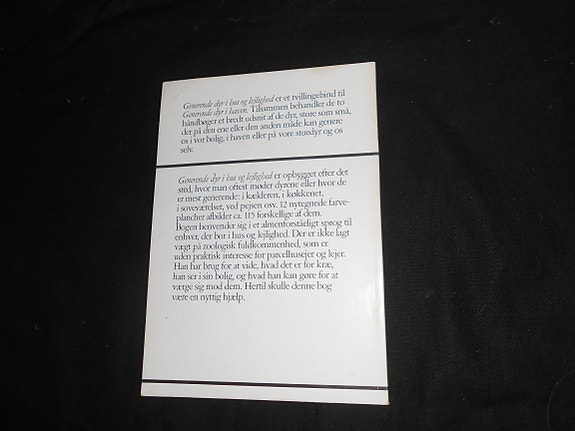 Generende dyr i hus og lejlighed er et tvillingebind til
Generende dyr i haven. Tilsammen behandler de to
håndbøger et bredt udsnit af de dyr, store som små,
der på den ene eller den anden måde kan genere
os i vor bolig, i haven eller på vore stuedyr og os
selv.
Generende dyr i hus og lejlighed er opbygget efter det
sted, hvor man oftest møder dyrene eller hvor de
er mest generende; i kælderen, i køkkenet,
i soveværelset, ved pejsen osv. 12 nytegnede farve-
plancher afbilder ca. 115 forskellige af dem.
Bogen henvender sig i et almenforståeligt sprog til
enhver, der bor i hus og lejlighed. Der er ikke lagt
vægt på zoologisk fuldkommenhed, som er
uden praktisk interesse for parcelhusejer og lejer.
Han har brug for at vide, hvad det er for kræ,
han ser i sin bolig, og hvad han kan gøre for at
værge sig mod dem. Hertil skulle denne bog
være en nyttig hjælp.